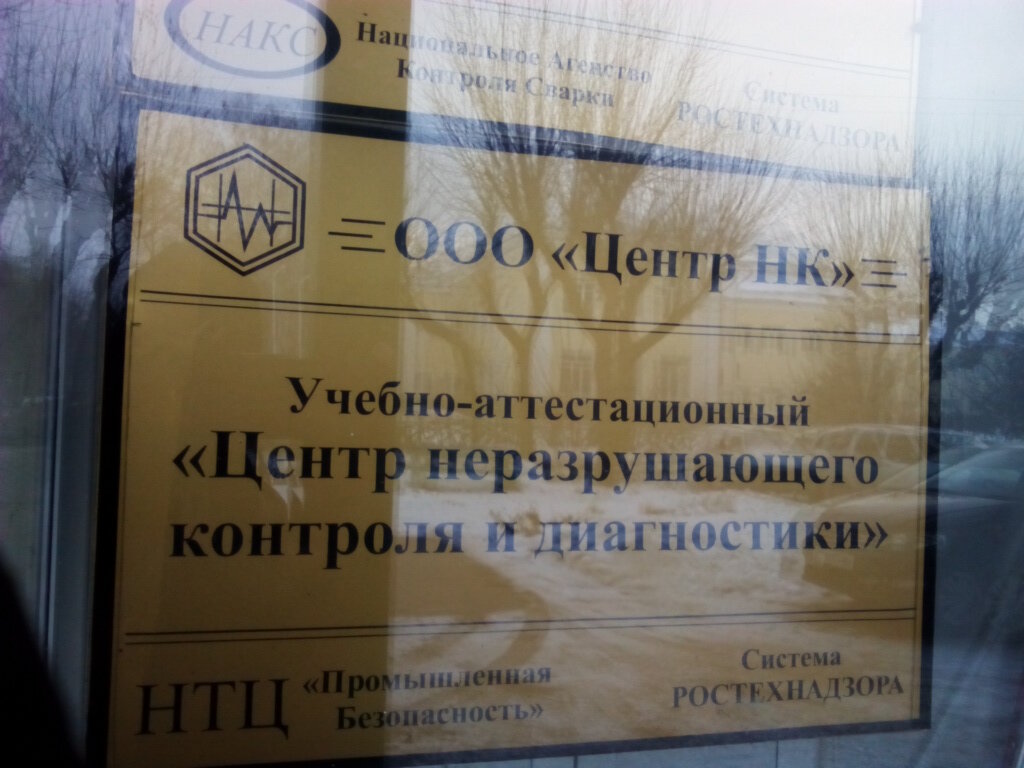 НАКС
Национальное Агенство
Контроля Сварки
Система
РОСТЕХНАДЗОРА
ООО «Центр НК»
Учебно-аттестационный
«Центр неразрушающего
контроля и диагностики»
НТЦ «Промышленная
Безопасность»
Система
РОСТЕХНАДЗОРА